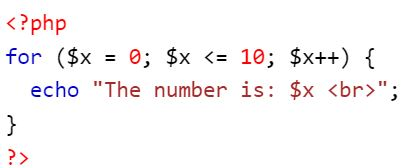 <?php
for ($x = 0; $x <= 10; $x++) {
  echo "The number is: $x <br>";
}
?>